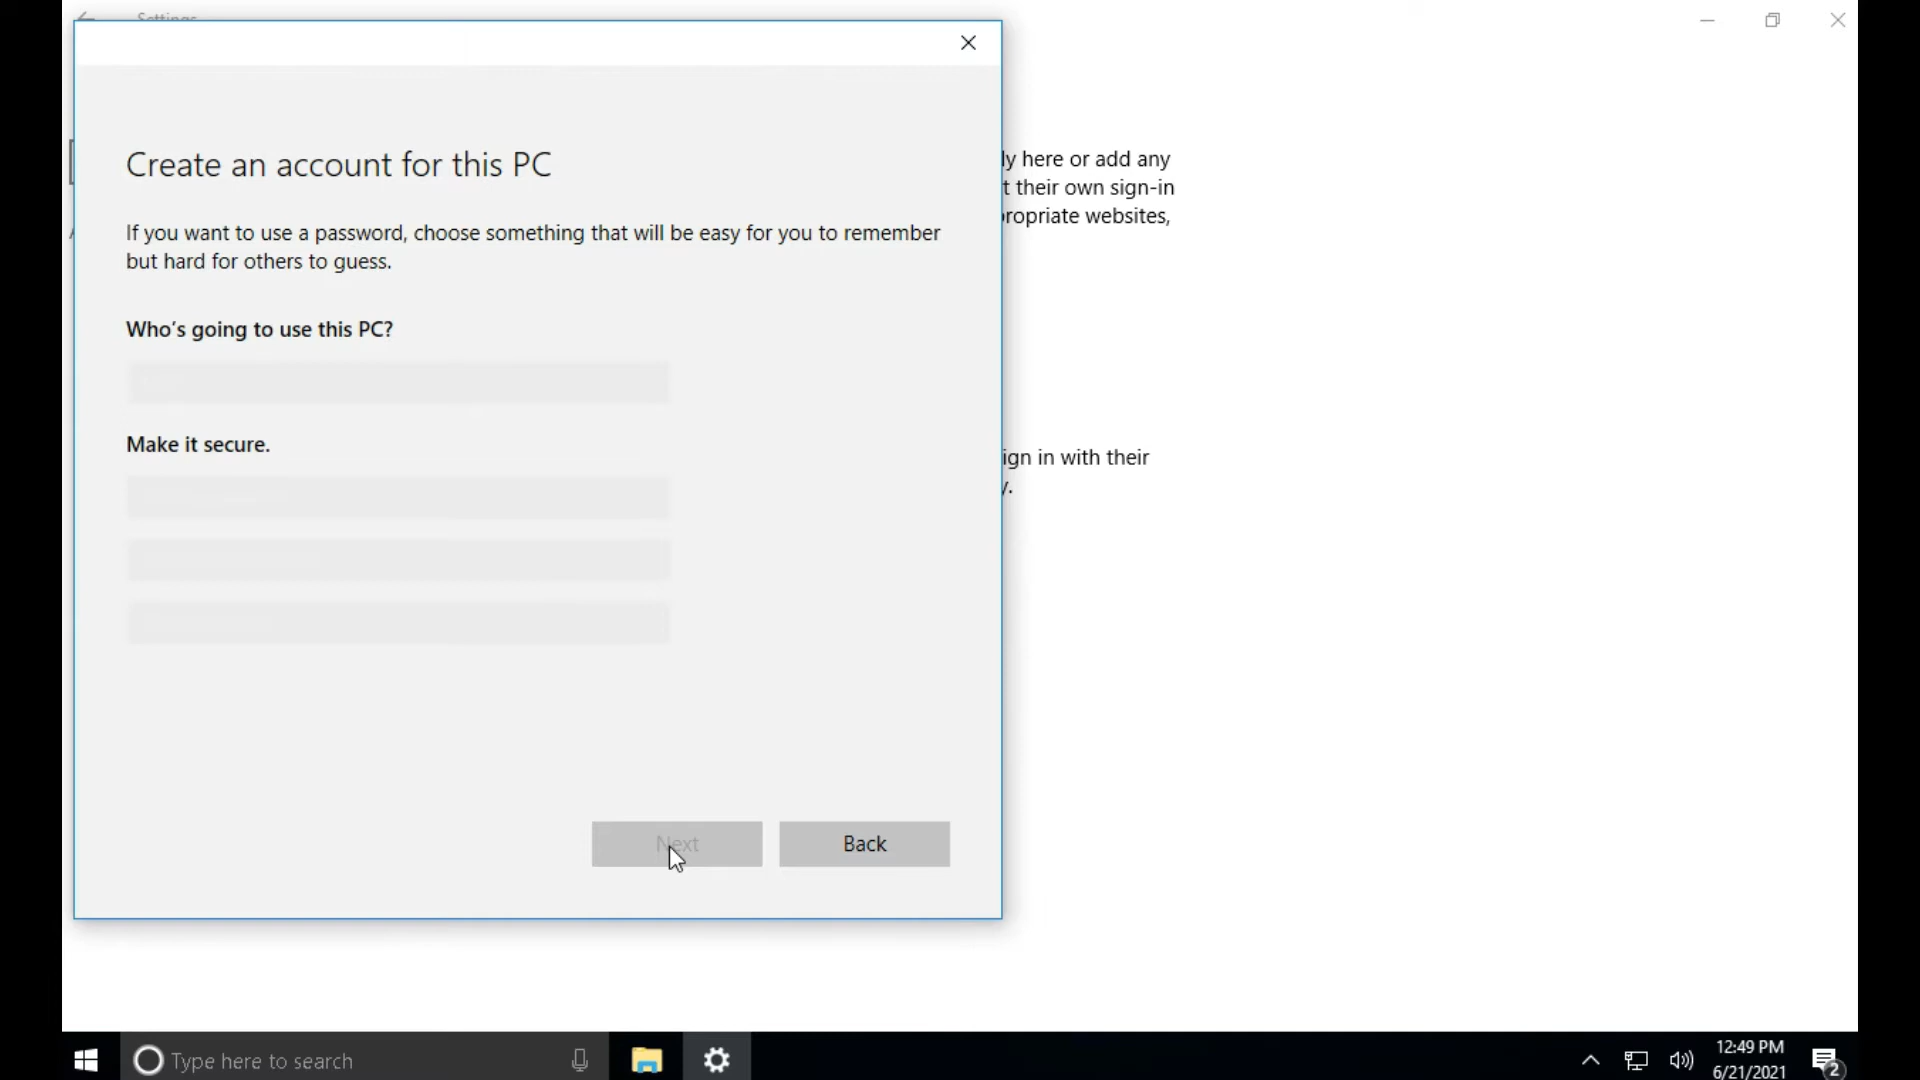 Settings
Create an account for this PC
If you want to use a password, choose something that will be easy for you to remember
but hard for others to guess.
Who's going to use this PC?
Make it secure.
Next
Back
ly here or add any
t their own sign-in
ropriate websites,
ign in with their
y.
Type here to search
12:49 PM
6/21/2021
2